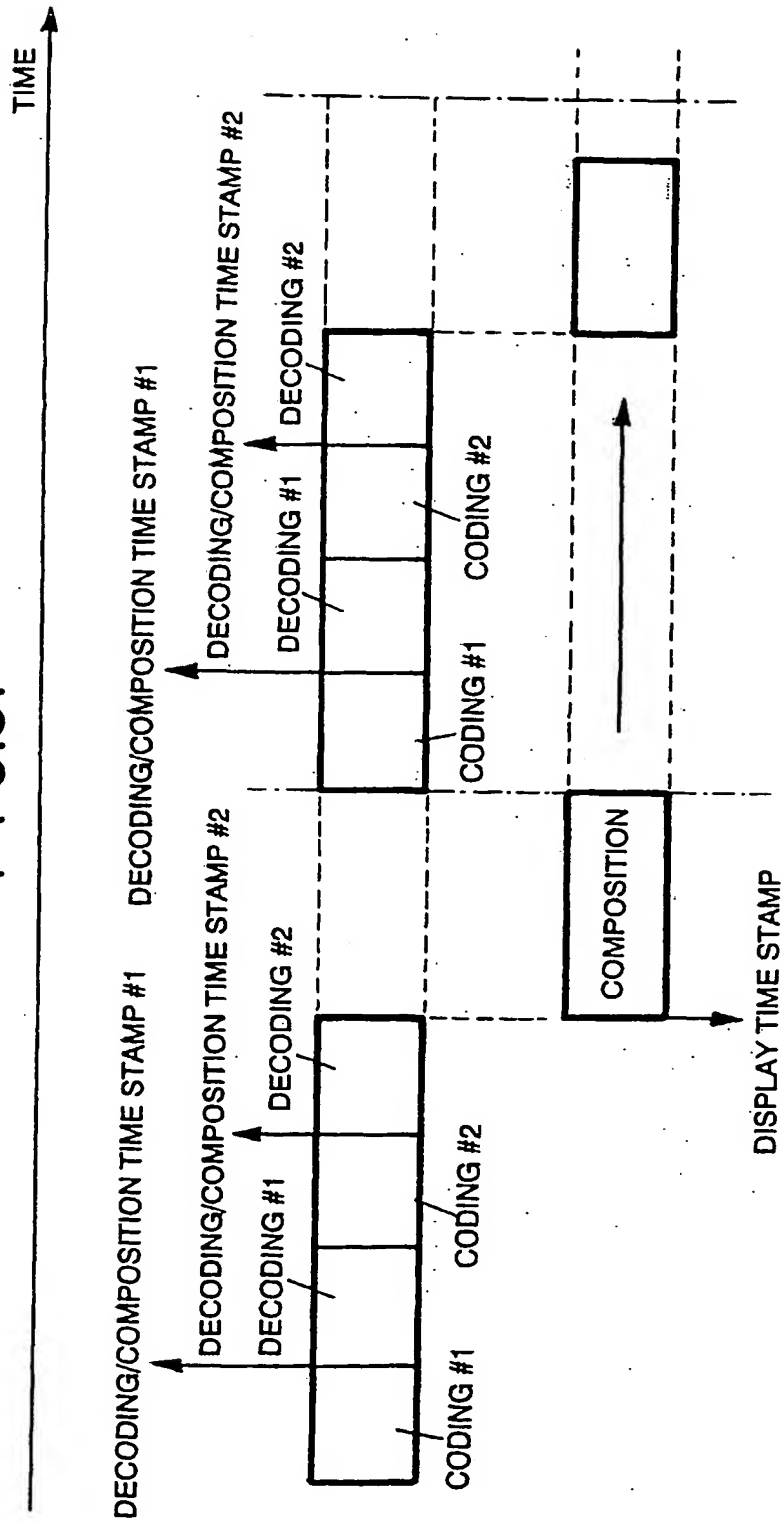 TIME
DECODING/COMPOSITION TIME STAMP #1
DECODING/COMPOSITION TIME STAMP #2
DECODING #1
DECODING #2
CODING #1
CODING #2
DECODING/COMPOSITION TIME STAMP #1
DECODING/COMPOSITION TIME STAMP #2
DECODING #1
DECODING #2
CODING #1
CODING #2
COMPOSITION
DISPLAY TIME STAMP